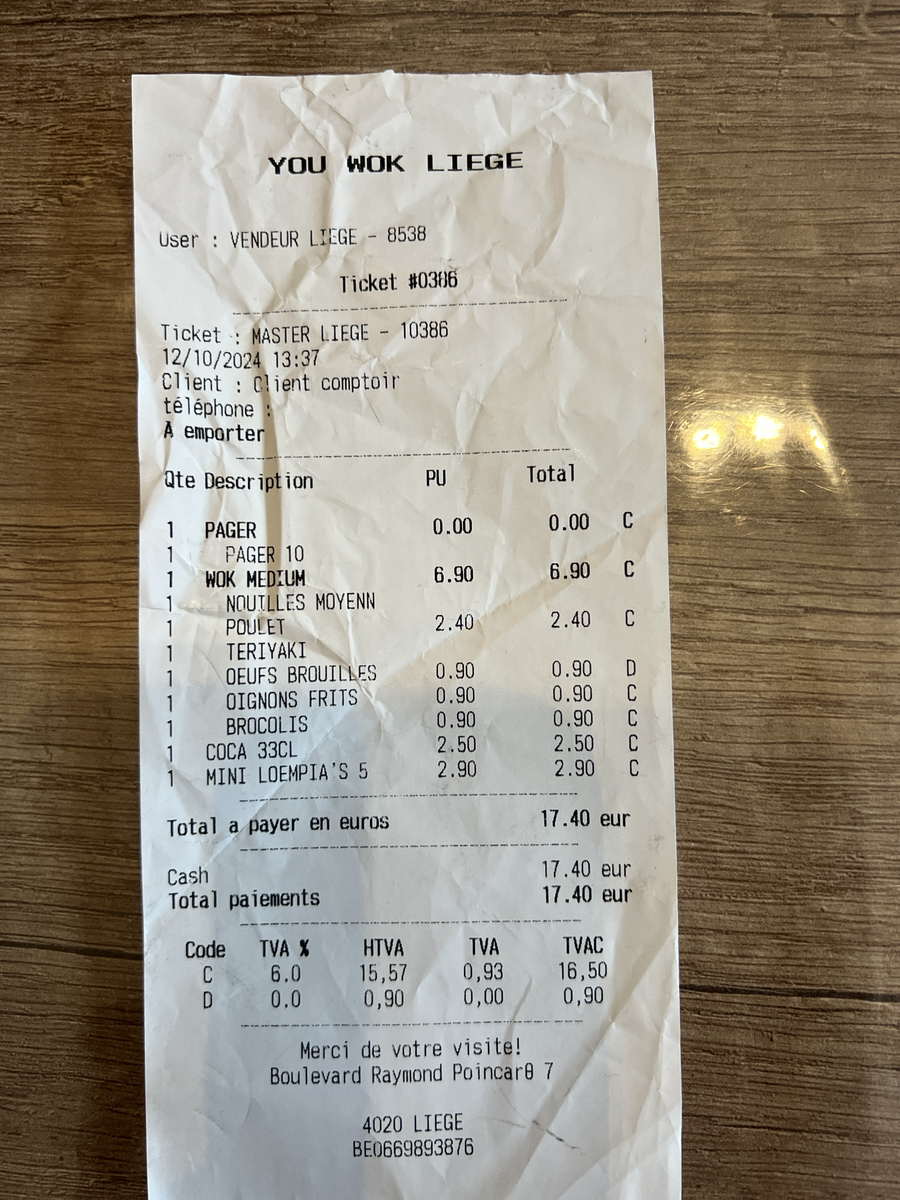 YOU WOK LIEGE
User : VENDEUR LIEGE - 8538
Ticket #0386
Ticket : MASTER LIEGE - 10386
12/10/2024 13:37
Client : Client comptoir
téléphone :
A emporter
Qte Description PU Total
1 PAGER 0.00 0.00 C
1 PAGER 10
1 WOK MEDIUM 6.90 6.90 C
1 NOUILLES MOYENN
1 POULET 2.40 2.40 C
1 TERIYAKI
1 OEUFS BROUILLES 0.90 0.90 D
1 OIGNONS FRITS 0.90 0.90 C
1 BROCOLIS 0.90 0.90 C
1 COCA 33CL 2.50 2.50 C
1 MINI LOEMPIA'S 5 2.90 2.90 C
Total a payer en euros 17.40 eur
Cash 17.40 eur
Total paiements 17.40 eur
Code TVA % HTVA TVA TVAC
C 6.0 15,57 0,93 16,50
D 0.0 0,90 0,00 0,90
Merci de votre visite!
Boulevard Raymond Poincarθ 7
4020 LIEGE
BE0669893876